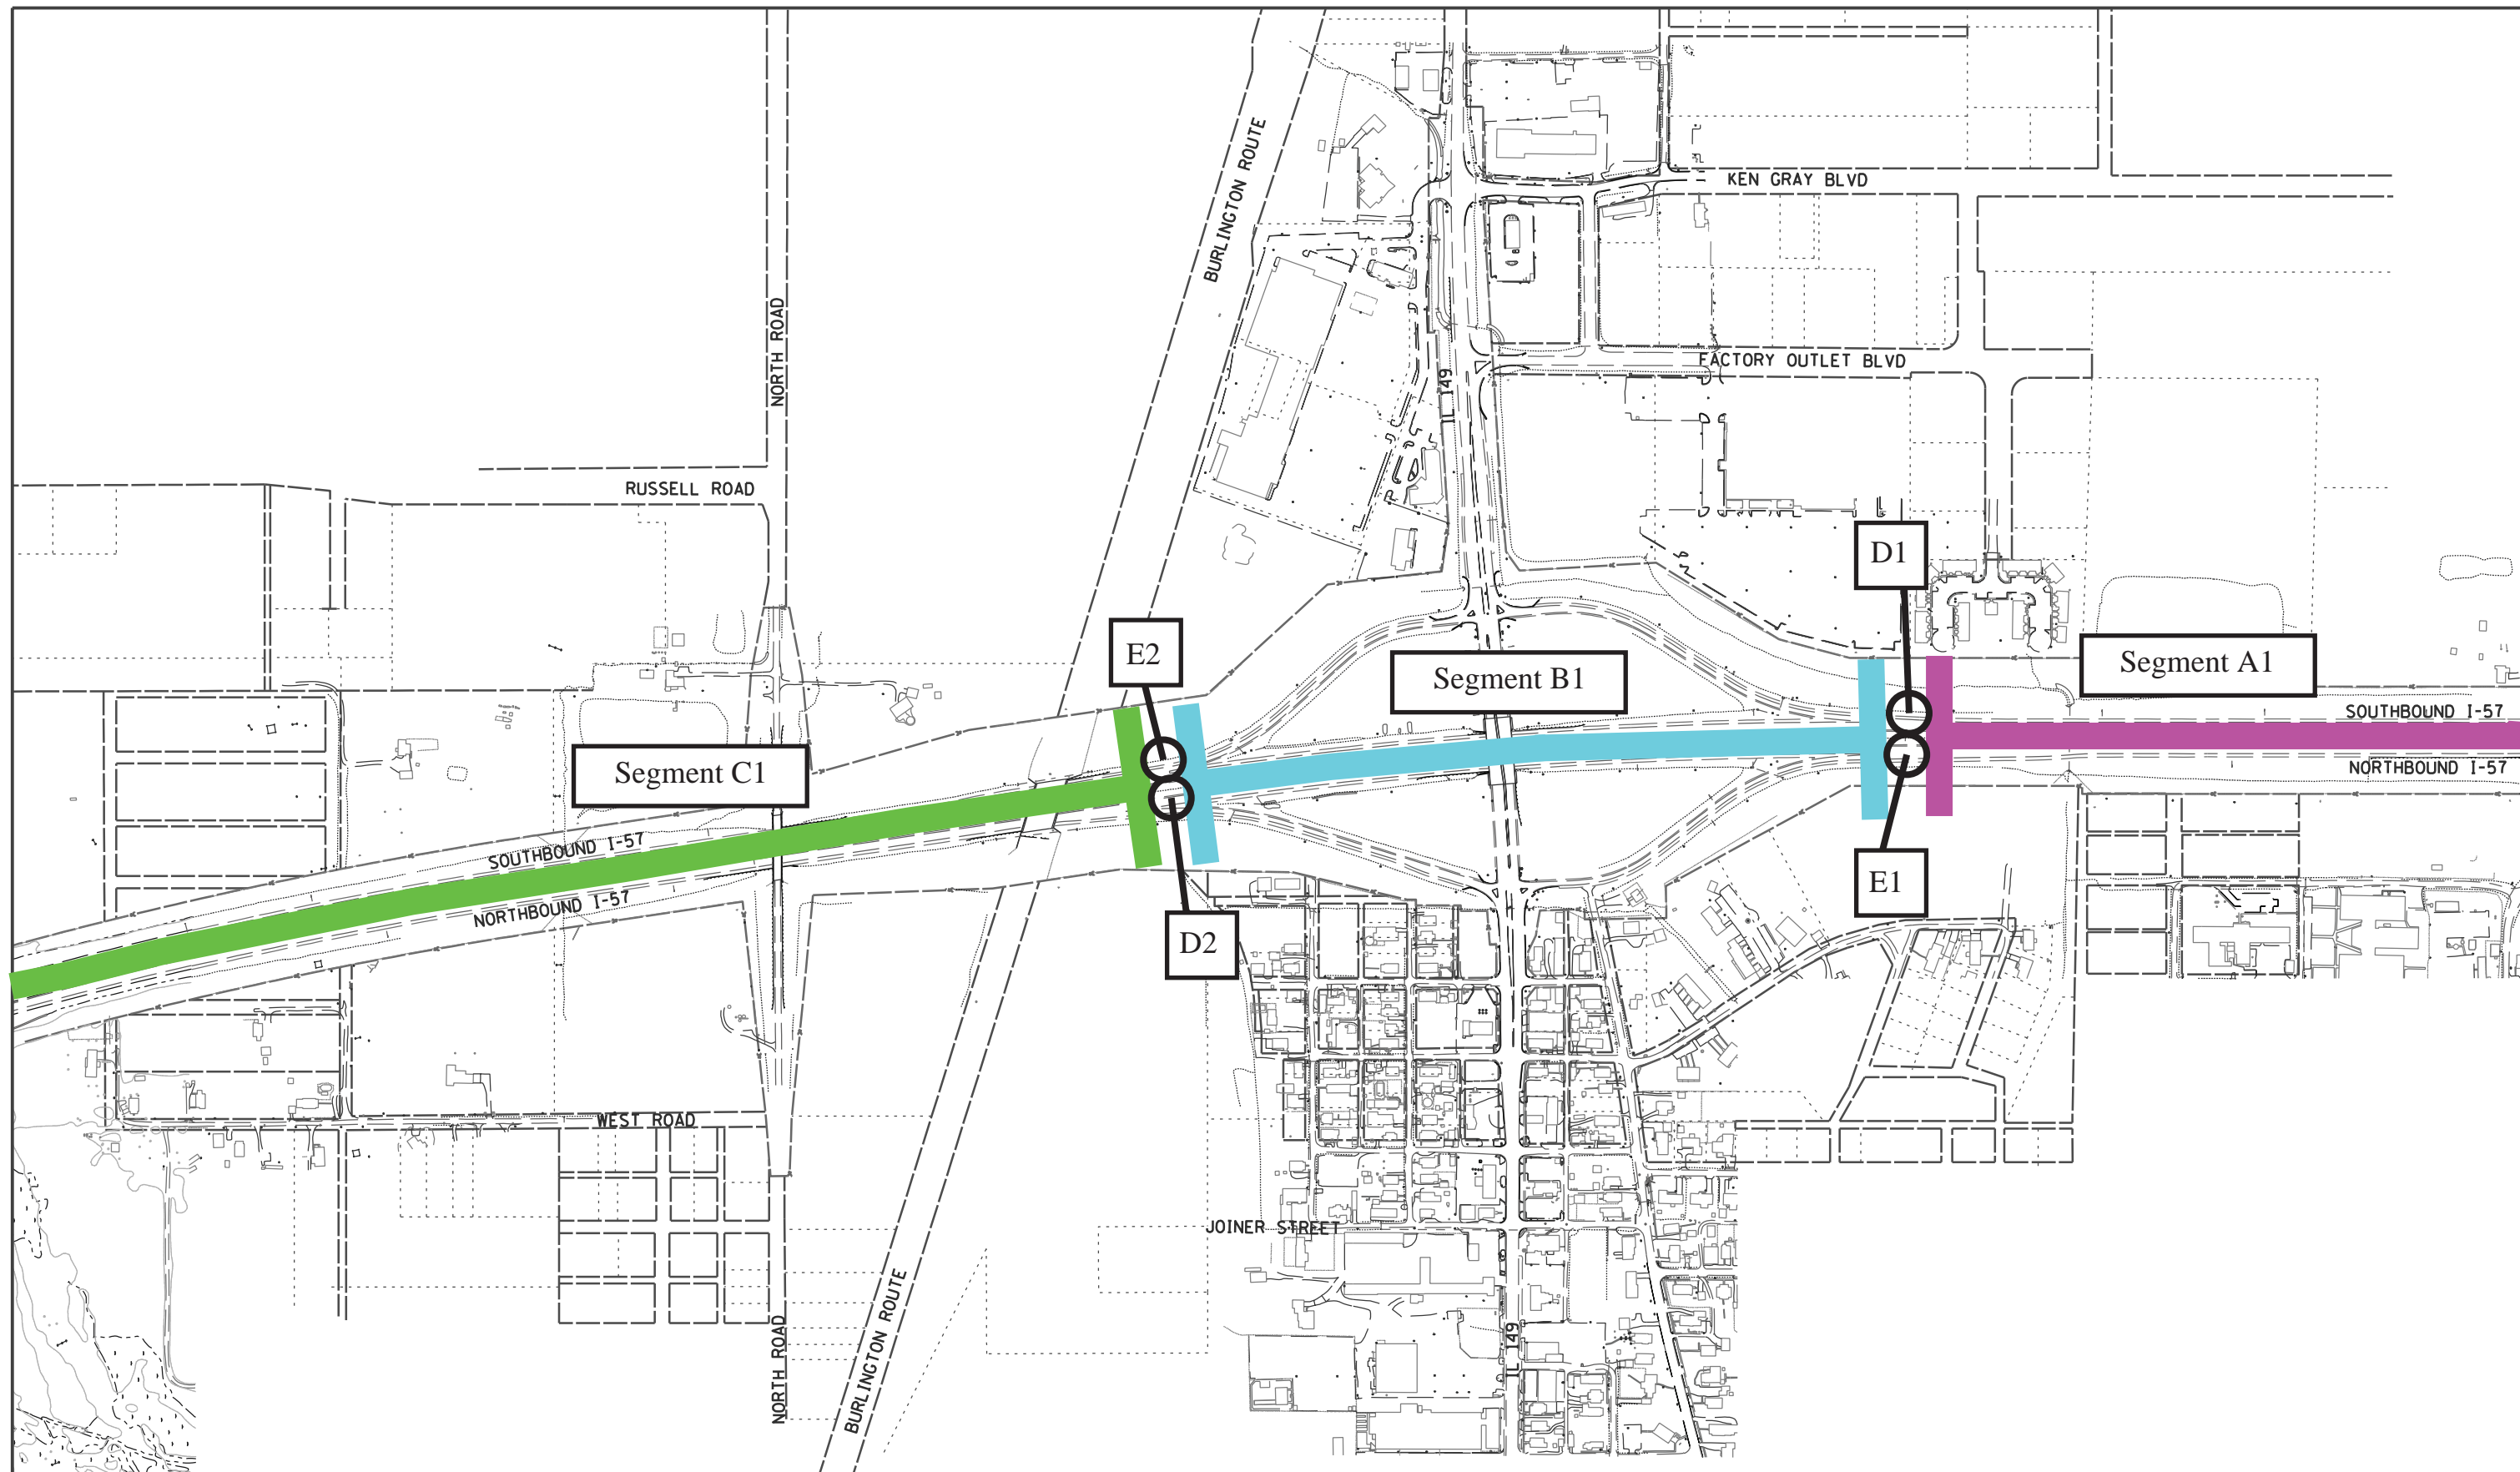 BURLINGTON ROUTE
KEN GRAY BLVD
NORTH ROAD
FACTORY OUTLET BLVD
IL 149
RUSSELL ROAD
D1
E2
Segment B1
Segment A1
SOUTHBOUND I-57
Segment C1
NORTHBOUND I-57
SOUTHBOUND I-57
E1
NORTHBOUND I-57
D2
WEST ROAD
JOINER STREET
BURLINGTON ROUTE
NORTH ROAD
IL 149